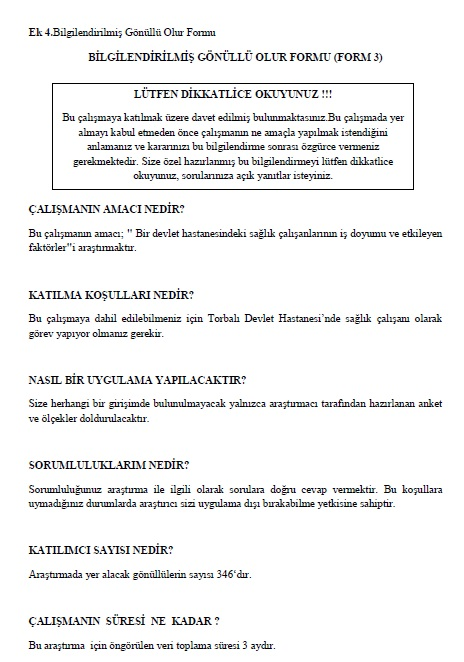 Ek 4.Bilgilendirilmiş Gönüllü Olur Formu
BİLGİLENDİRİLMİŞ GÖNÜLLÜ OLUR FORMU (FORM 3)
LÜTFEN DİKKATLİCE OKUYUNUZ !!!
Bu çalışmaya katılmak üzere davet edilmiş bulunmaktasınız.Bu çalışmada yer
almayı kabul etmeden önce çalışmanın ne amaçla yapılmak istendiğini
anlamanız ve kararınızı bu bilgilendirme sonrası özgürce vermeniz
gerekmektedir. Size özel hazırlanmış bu bilgilendirmeyi lütfen dikkatlice
okuyunuz, sorularınıza açık yanıtlar isteyiniz.
ÇALIŞMANIN AMACI NEDİR?
Bu çalışmanın amacı; " Bir devlet hastanesindeki sağlık çalışanlarının iş doyumu ve etkileyen
faktörler"i araştırmaktır.
KATILMA KOŞULLARI NEDİR?
Bu çalışmaya dahil edilebilmeniz için Torbalı Devlet Hastanesi’nde sağlık çalışanı olarak
görev yapıyor olmanız gerekir.
NASIL BİR UYGULAMA YAPILACAKTIR?
Size herhangi bir girişimde bulunulmayacak yalnızca araştırmacı tarafından hazırlanan anket
ve ölçekler doldurulacaktır.
SORUMLULUKLARIM NEDİR?
Sorumluluğunuz araştırma ile ilgili olarak sorulara doğru cevap vermektir. Bu koşullara
uymadığınız durumlarda araştırıcı sizi uygulama dışı bırakabilme yetkisine sahiptir.
KATILIMCI SAYISI NEDİR?
Araştırmada yer alacak gönüllülerin sayısı 346‘dır.
ÇALIŞMANIN SÜRESİ NE KADAR ?
Bu araştırma için öngörülen veri toplama süresi 3 aydır.